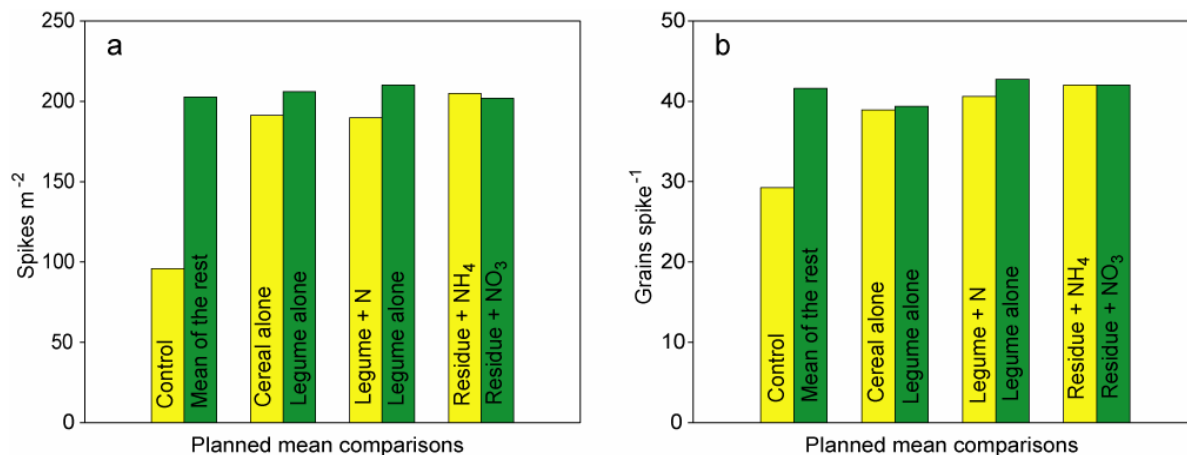 a
Spikes m⁻²
250
200
150
100
50
0
Control
Mean of the rest
Cereal alone
Legume alone
Legume + N
Legume alone
Residue + NH₄
Residue + NO₃
Planned mean comparisons
b
Grains spike⁻¹
50
40
30
20
10
0
Control
Mean of the rest
Cereal alone
Legume alone
Legume + N
Legume alone
Residue + NH₄
Residue + NO₃
Planned mean comparisons